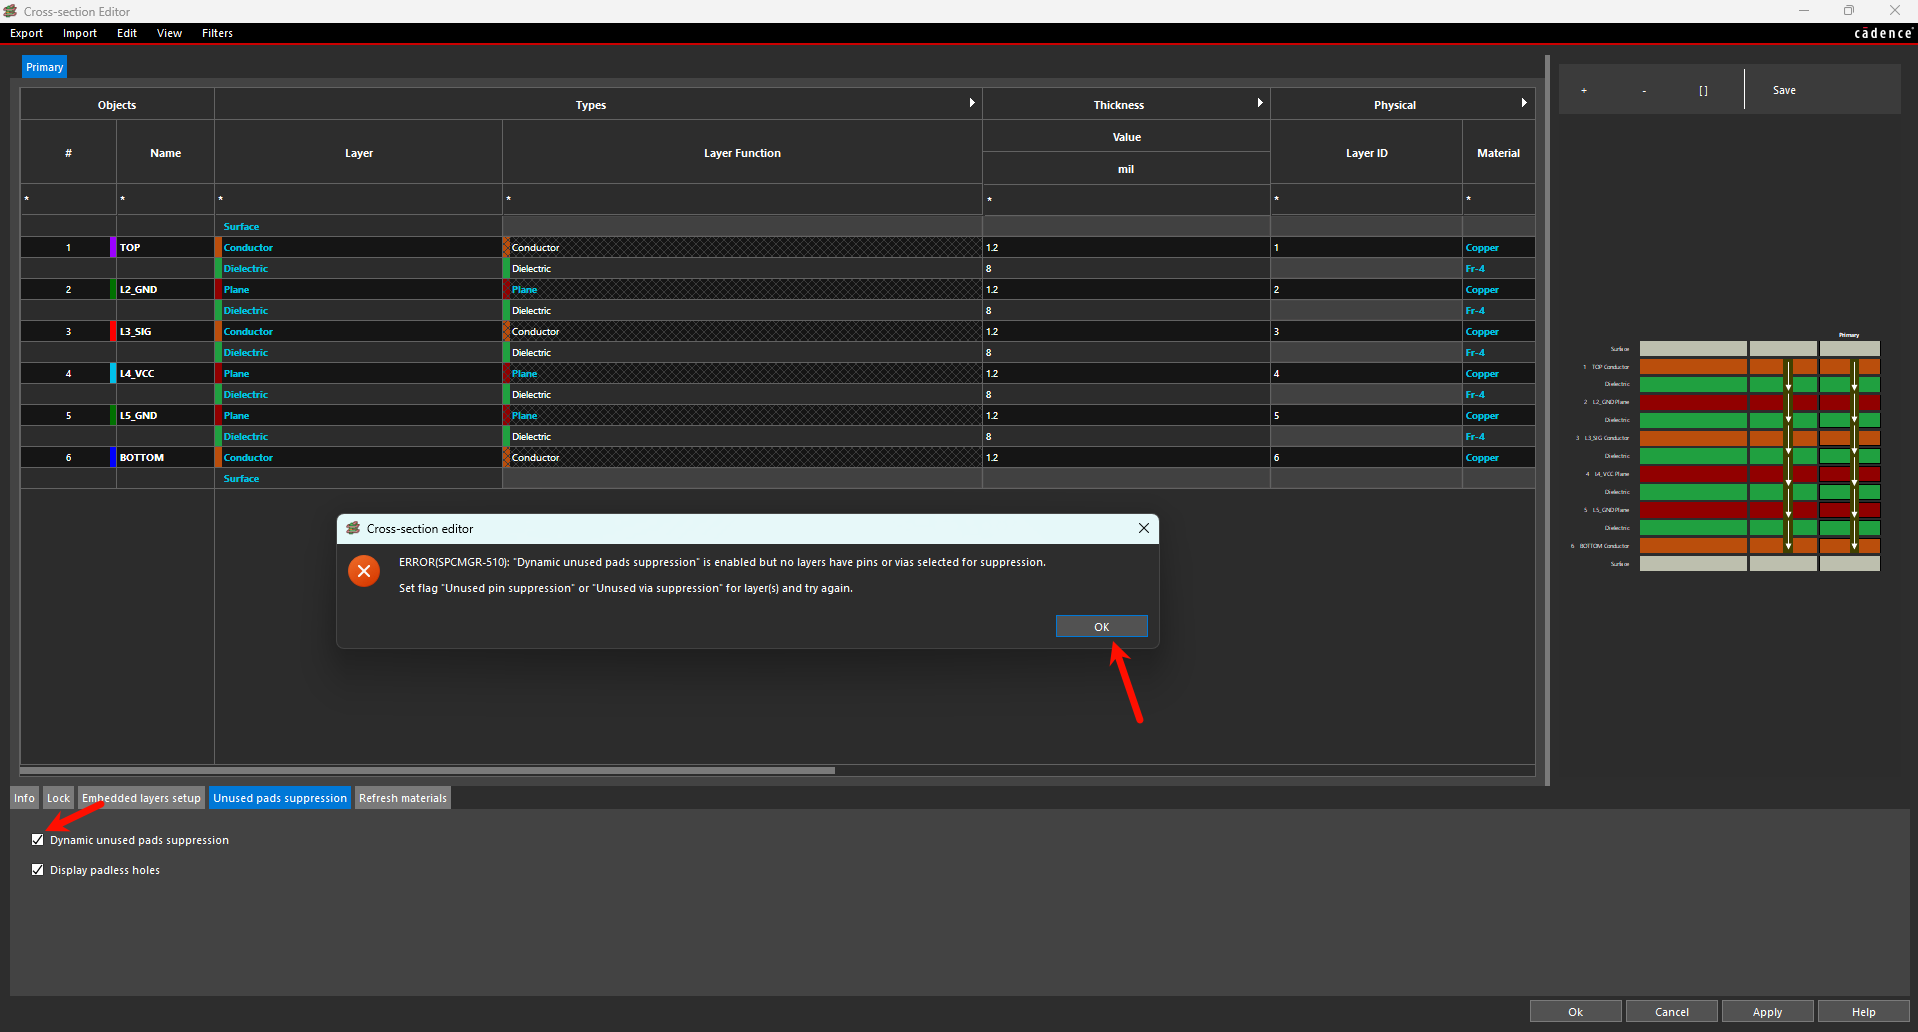 Cross-section Editor
Export Import Edit View Filters
cādence
Primary
Objects Types Thickness Physical
# Name Layer Layer Function Value mil Layer ID Material
* * * * * * *
Surface
1 TOP Conductor Conductor 1.2 1 Copper
Dielectric Dielectric 8 Fr-4
2 L2_GND Plane Plane 1.2 2 Copper
Dielectric Dielectric 8 Fr-4
3 L3_SIG Conductor Conductor 1.2 3 Copper
Dielectric Dielectric 8 Fr-4
4 L4_VCC Plane Plane 1.2 4 Copper
Dielectric Dielectric 8 Fr-4
5 L5_GND Plane Plane 1.2 5 Copper
Dielectric Dielectric 8 Fr-4
6 BOTTOM Conductor Conductor 1.2 6 Copper
Surface
+ - [ ] Save
Primary
Surface
1 TOP Conductor
Dielectric
2 L2_GND Plane
Dielectric
3 L3_SIG Conductor
Dielectric
4 L4_VCC Plane
Dielectric
5 L5_GND Plane
Dielectric
6 BOTTOM Conductor
Surface
Cross-section editor
ERROR(SPCMGR-510): "Dynamic unused pads suppression" is enabled but no layers have pins or vias selected for suppression.
Set flag "Unused pin suppression" or "Unused via suppression" for layer(s) and try again.
OK
Info Lock Embedded layers setup Unused pads suppression Refresh materials
Dynamic unused pads suppression
Display padless holes
Ok Cancel Apply Help